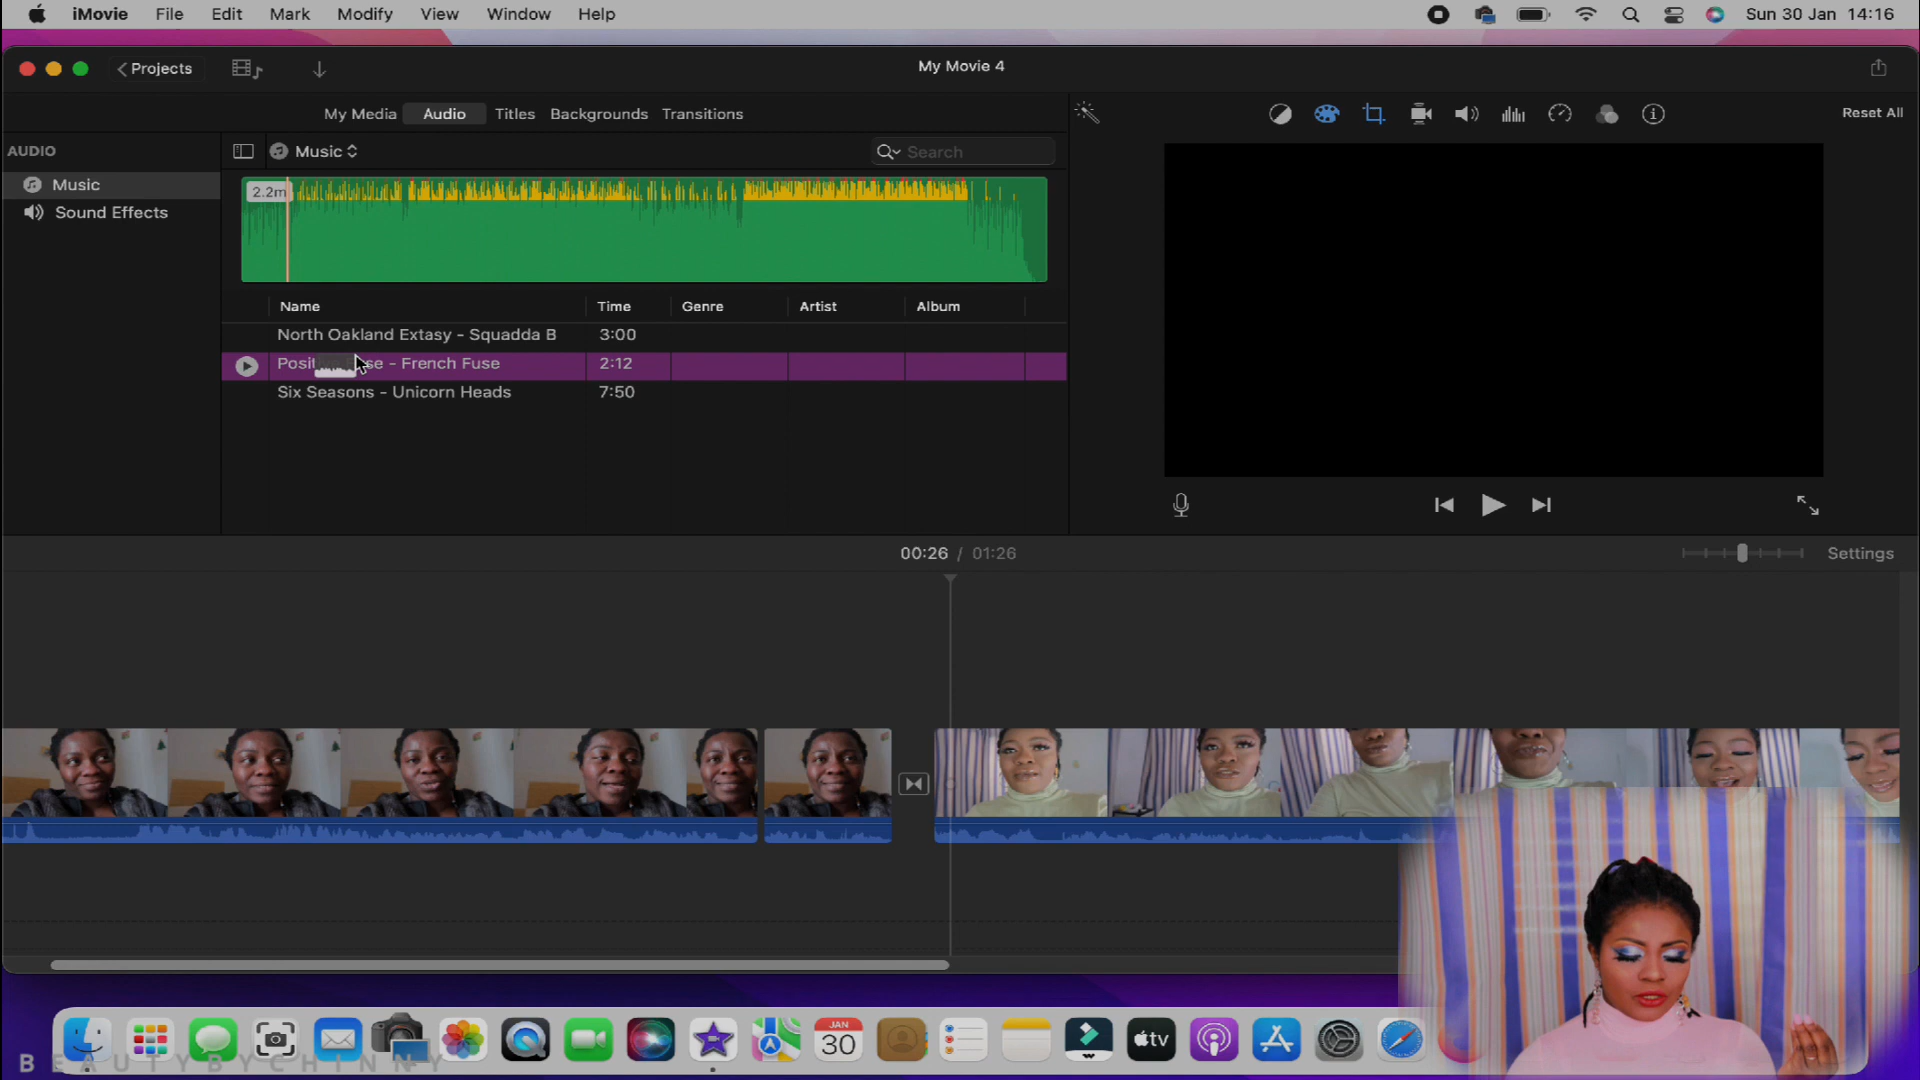 iMovie File Edit Mark Modify View Window Help Sun 30 Jan 14:16
Projects My Movie 4
My Media Audio Titles Backgrounds Transitions Reset All
AUDIO Music Search
Music
Sound Effects
2.2m
Name Time Genre Artist Album
North Oakland Extasy - Squadda B 3:00
- French Fuse 2:12
Six Seasons - Unicorn Heads 7:50
00:26 / 01:26 Settings
JAN
30
tv
BEAUTYBYCHINNY